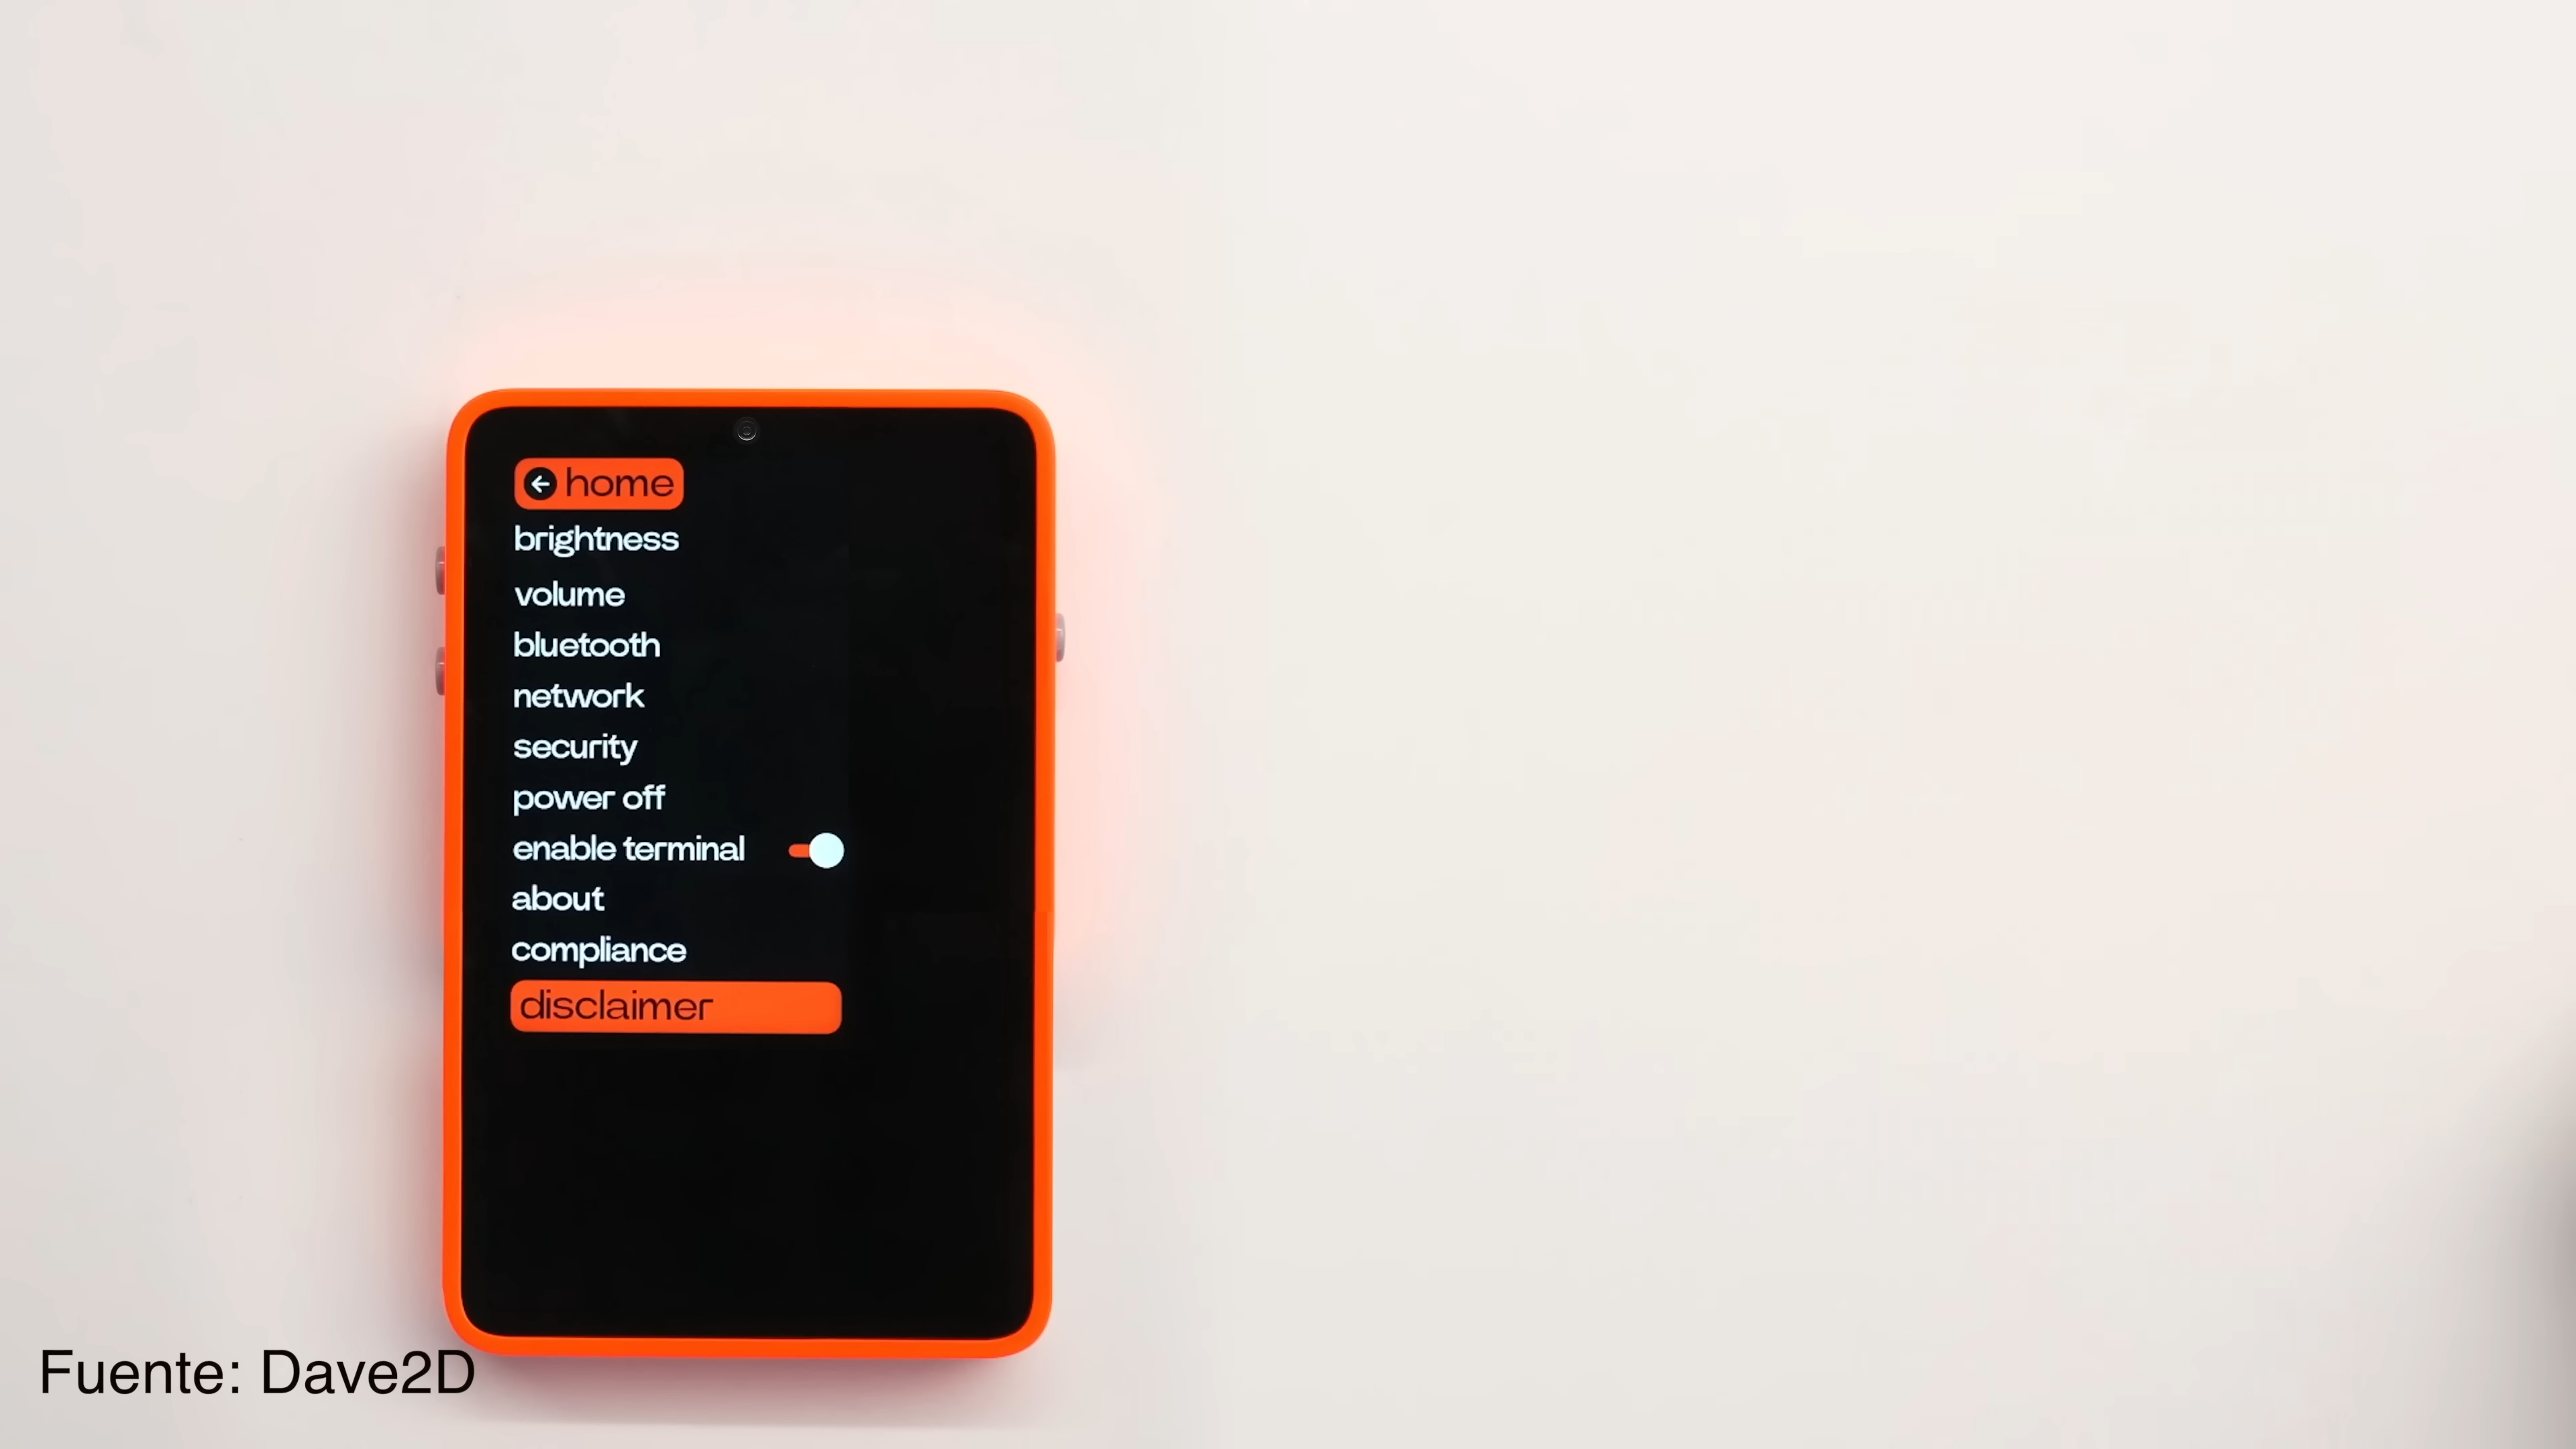 home
brightness
volume
bluetooth
network
security
power off
enable terminal
about
compliance
disclaimer
Fuente: Dave2D